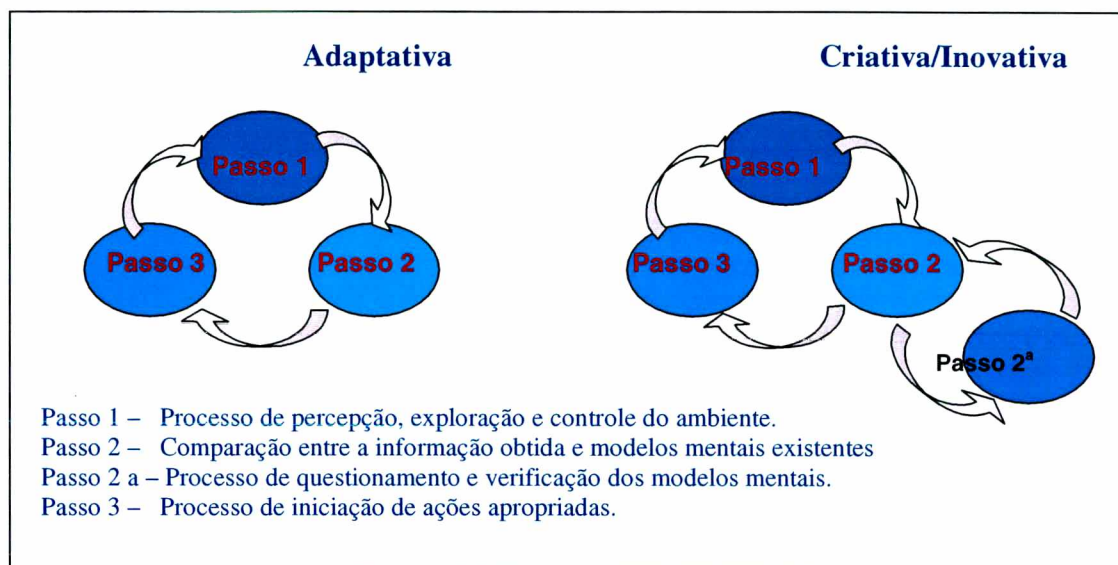 Adaptativa
Criativa/Inovativa
Passo 1
Passo 3
Passo 2
Passo 1
Passo 3
Passo 2
Passo 2ª
Passo 1 – Processo de percepção, exploração e controle do ambiente.
Passo 2 – Comparação entre a informação obtida e modelos mentais existentes
Passo 2 a – Processo de questionamento e verificação dos modelos mentais.
Passo 3 – Processo de iniciação de ações apropriadas.